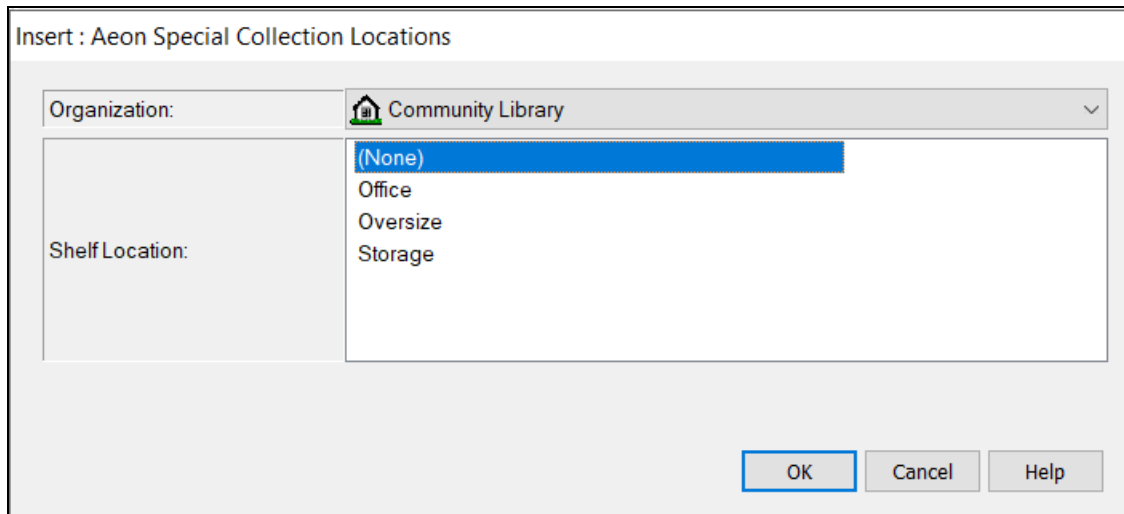 Insert : Aeon Special Collection Locations
Organization:
Community Library
Shelf Location:
(None)
Office
Oversize
Storage
OK
Cancel
Help